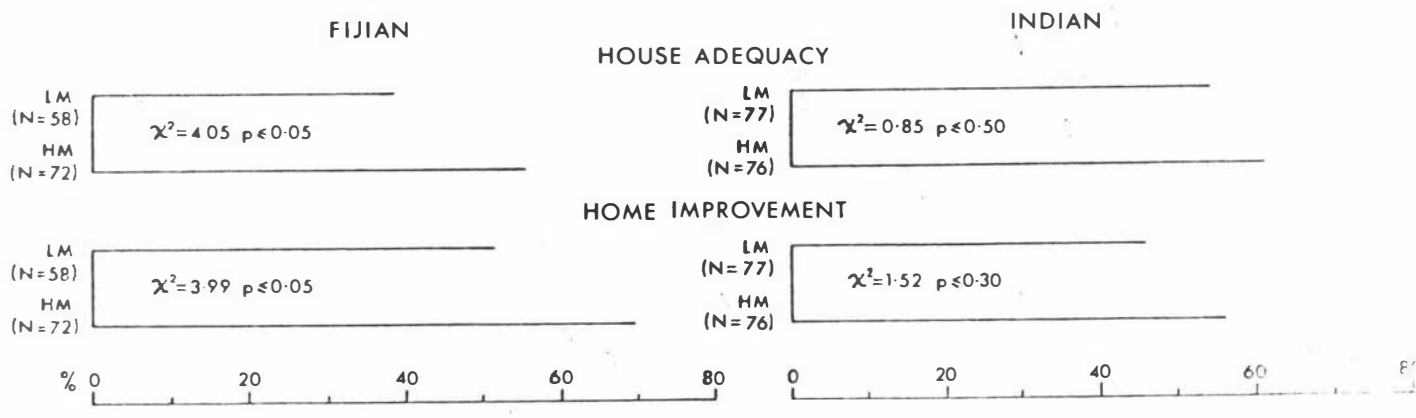 FIJIAN
INDIAN
HOUSE ADEQUACY
LM
(N=58)
χ²=4 05 p≤0·05
HM
(N=72)
LM
(N=77)
χ²=0·85 p≤0·50
HM
(N=76)
HOME IMPROVEMENT
LM
(N=58)
χ²=3·99 p≤0·05
HM
(N=72)
LM
(N=77)
χ²=1·52 p≤0·30
HM
(N=76)
% 0 20 40 60 80
0 20 40 60